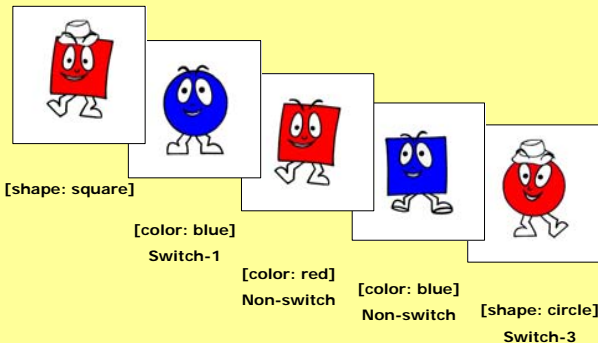 [shape: square]
[color: blue]
Switch-1
[color: red]
Non-switch
[color: blue]
Non-switch
[shape: circle]
Switch-3